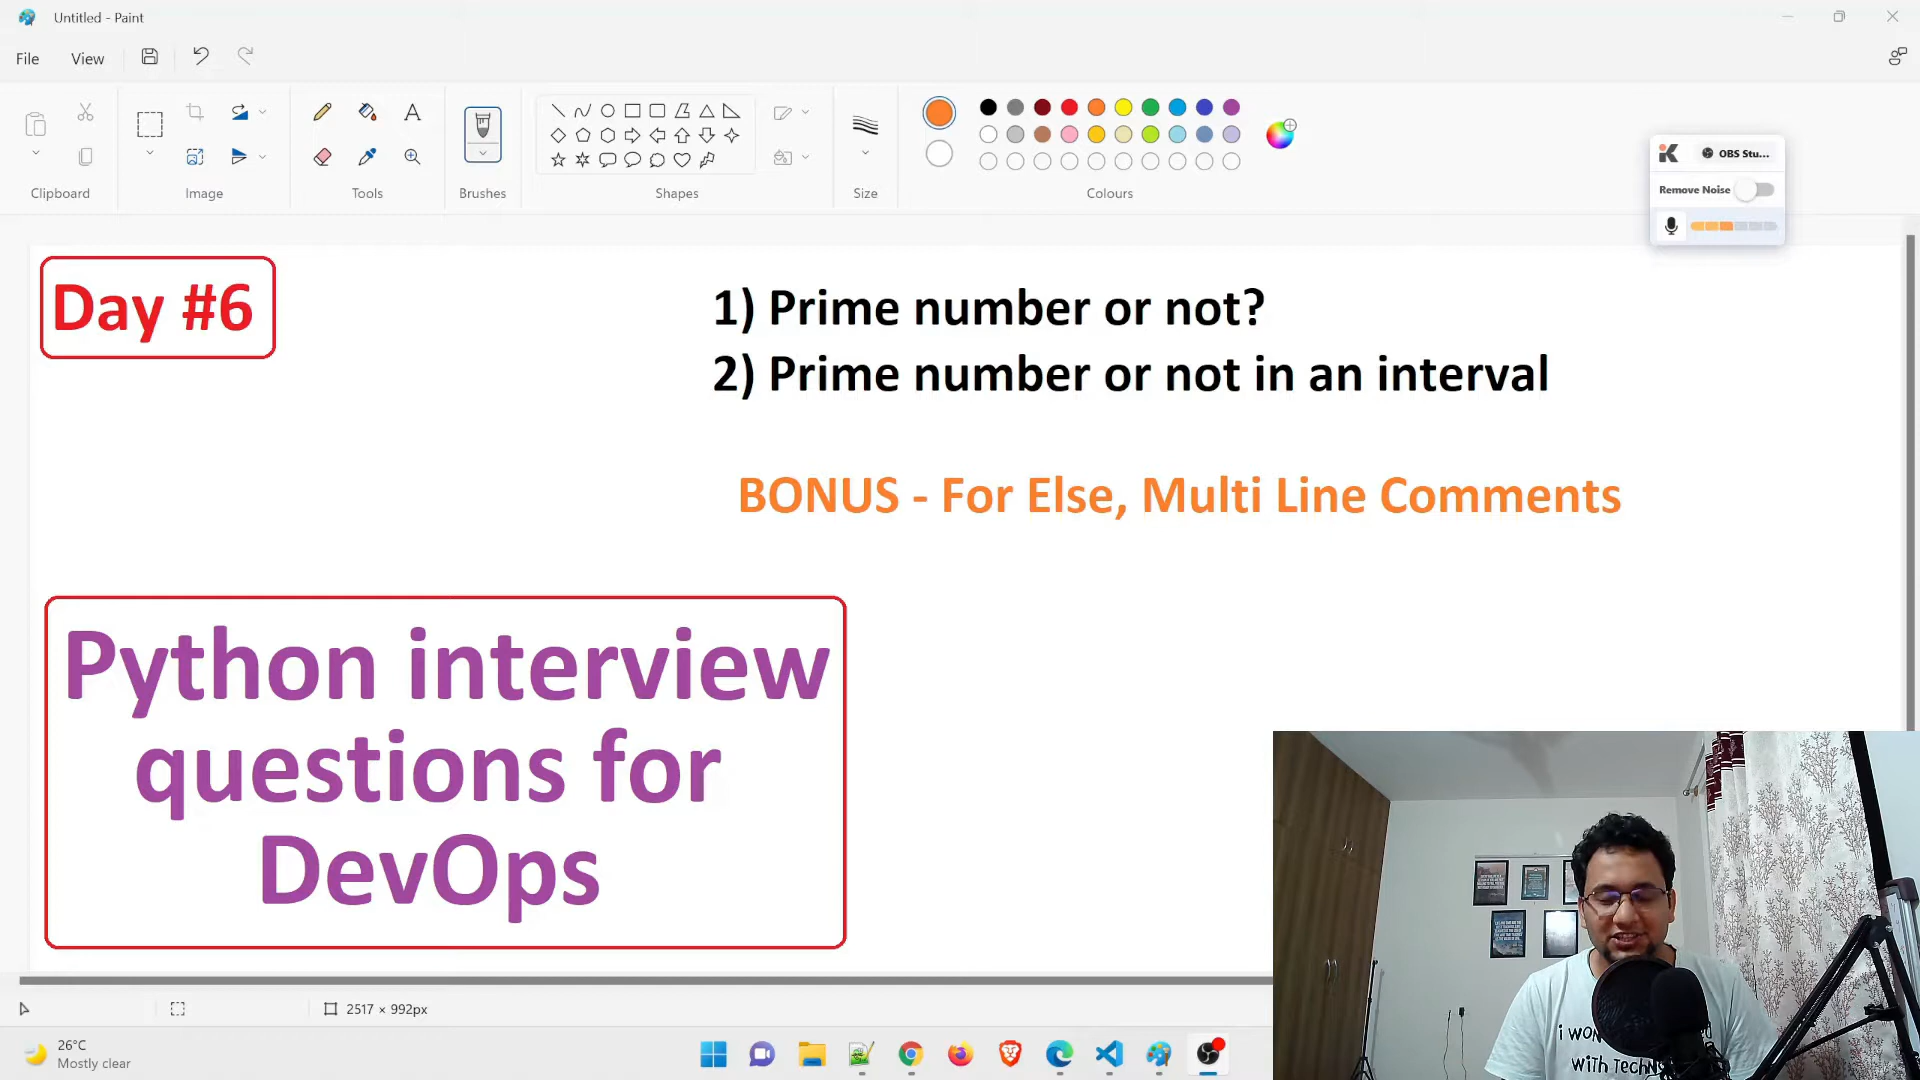 Untitled - Paint
File
View
Clipboard
Image
Tools
Brushes
Shapes
Size
Colours
OBS Stu...
Remove Noise
Day #6
1) Prime number or not?
2) Prime number or not in an interval
BONUS - For Else, Multi Line Comments
Python interview
questions for
DevOps
2517 × 992px
26°C
Mostly clear
i WON
WiTH